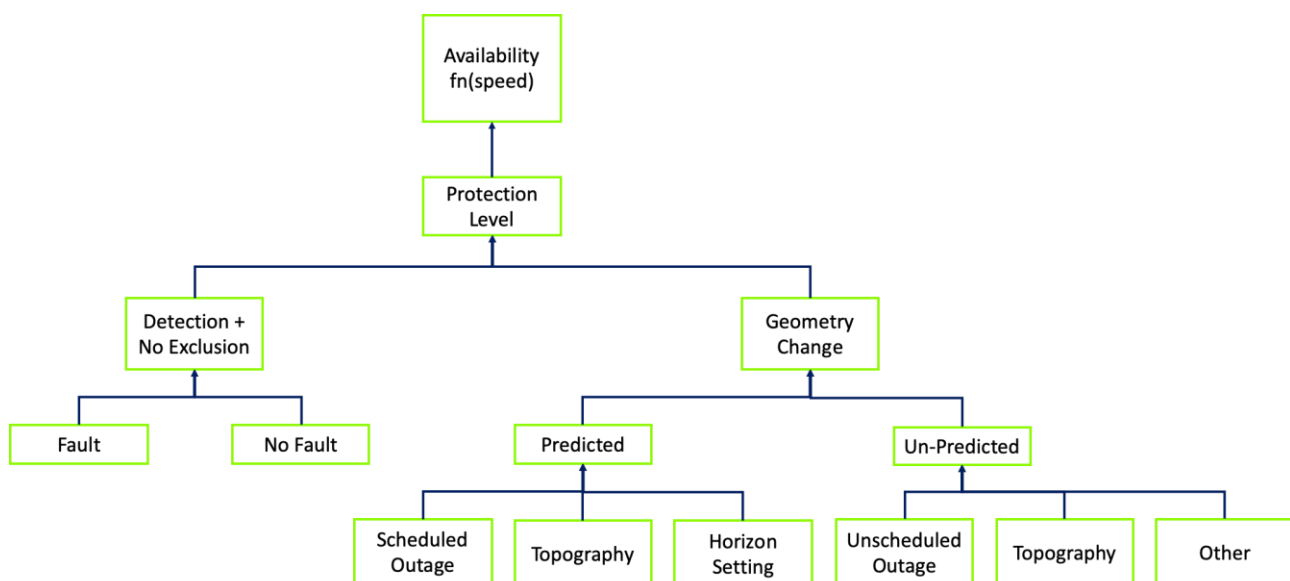 Availability
fn(speed)
Protection
Level
Detection +
No Exclusion
Geometry
Change
Fault
No Fault
Predicted
Un-Predicted
Scheduled
Outage
Topography
Horizon
Setting
Unscheduled
Outage
Topography
Other